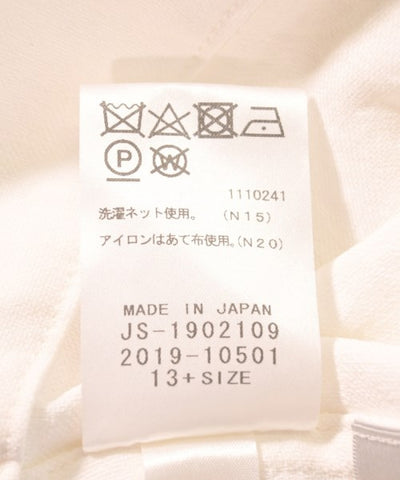 P W
1110241
洗濯ネット使用。 (N15)
アイロンはあて布使用。(N20)
MADE IN JAPAN
JS-1902109
2019-10501
13+SIZE